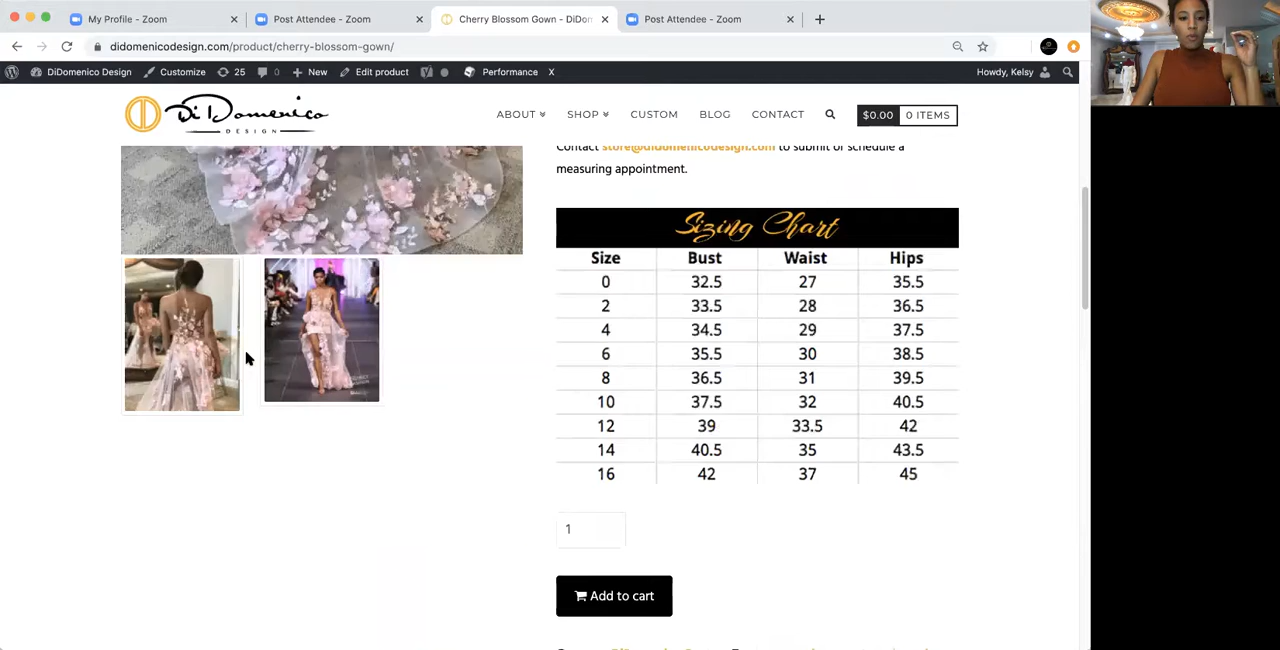 My Profile - Zoom
Post Attendee - Zoom
Cherry Blossom Gown - DiDom
Post Attendee - Zoom
didomenicodesign.com/product/cherry-blossom-gown/
DiDomenico Design Customize 25 0 New Edit product Performance X Howdy, Kelsy
DiDomenico
DESIGN
ABOUT SHOP CUSTOM BLOG CONTACT $0.00 0 ITEMS
Contact store@didomenicodesign.com to submit or schedule a
measuring appointment.
Sizing Chart
Size Bust Waist Hips
0 32.5 27 35.5
2 33.5 28 36.5
4 34.5 29 37.5
6 35.5 30 38.5
8 36.5 31 39.5
10 37.5 32 40.5
12 39 33.5 42
14 40.5 35 43.5
16 42 37 45
1
Add to cart